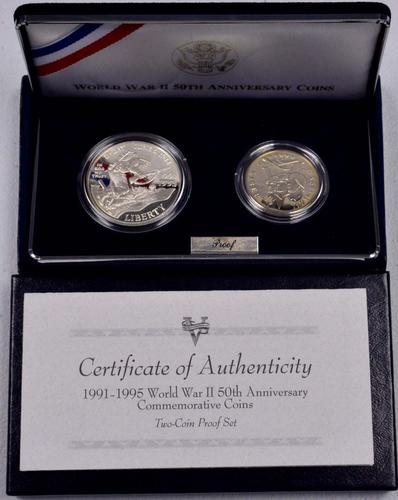 World War II 50th Anniversary Coins
LIBERTY
Proof
V
Certificate of Authenticity
1991-1995 World War II 50th Anniversary
Commemorative Coins
Two-Coin Proof Set